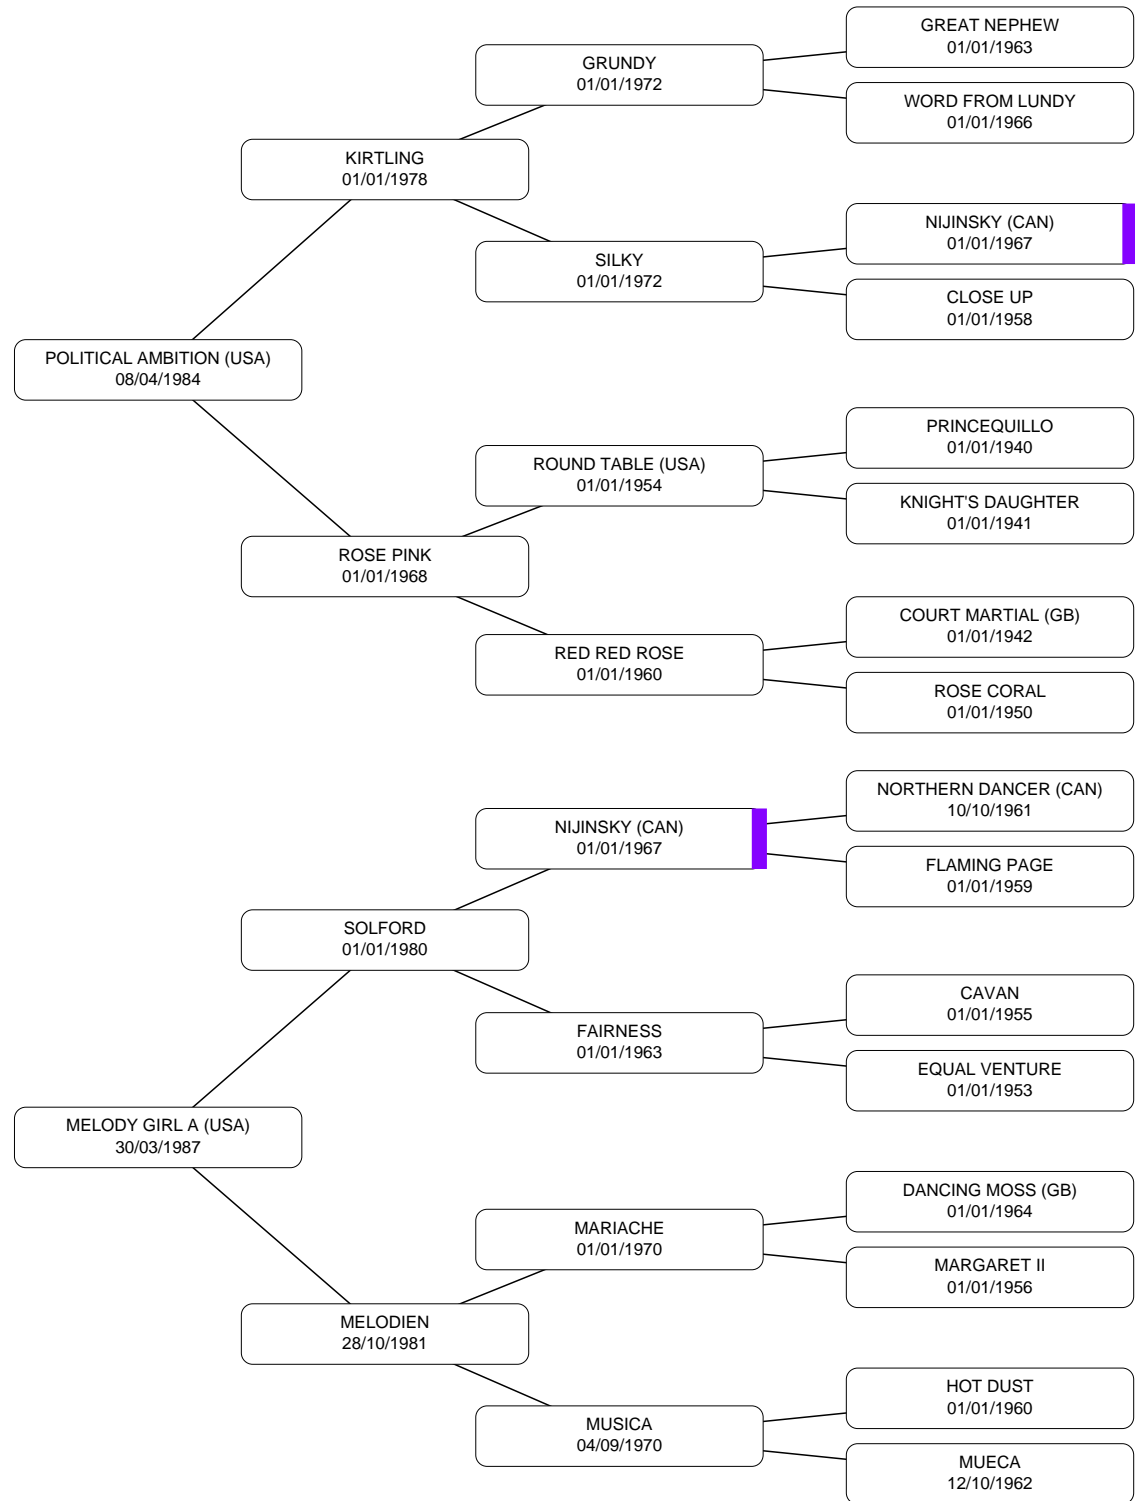 GREAT NEPHEW
01/01/1963
GRUNDY
01/01/1972
WORD FROM LUNDY
01/01/1966
KIRTLING
01/01/1978
NIJINSKY (CAN)
01/01/1967
SILKY
01/01/1972
CLOSE UP
01/01/1958
POLITICAL AMBITION (USA)
08/04/1984
PRINCEQUILLO
01/01/1940
ROUND TABLE (USA)
01/01/1954
KNIGHT'S DAUGHTER
01/01/1941
ROSE PINK
01/01/1968
COURT MARTIAL (GB)
01/01/1942
RED RED ROSE
01/01/1960
ROSE CORAL
01/01/1950
NORTHERN DANCER (CAN)
10/10/1961
NIJINSKY (CAN)
01/01/1967
FLAMING PAGE
01/01/1959
SOLFORD
01/01/1980
CAVAN
01/01/1955
FAIRNESS
01/01/1963
EQUAL VENTURE
01/01/1953
MELODY GIRL A (USA)
30/03/1987
DANCING MOSS (GB)
01/01/1964
MARIACHE
01/01/1970
MARGARET II
01/01/1956
MELODIEN
28/10/1981
HOT DUST
01/01/1960
MUSICA
04/09/1970
MUECA
12/10/1962